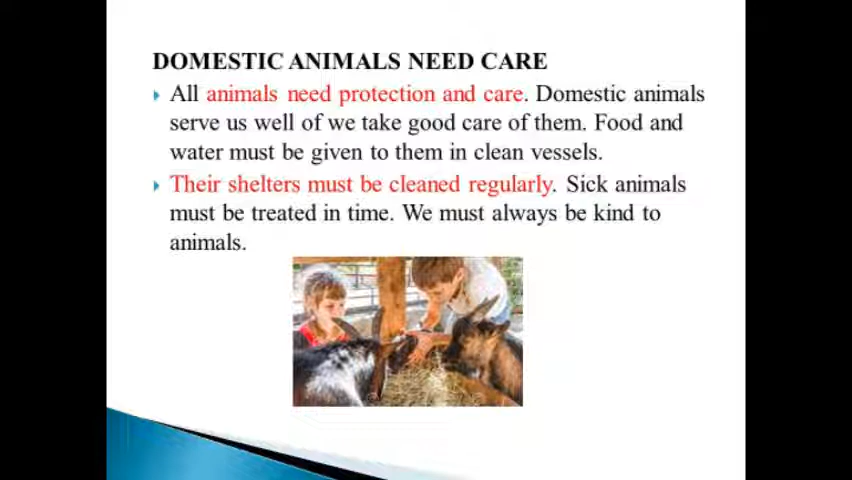 DOMESTIC ANIMALS NEED CARE
All animals need protection and care. Domestic animals
serve us well of we take good care of them. Food and
water must be given to them in clean vessels.
Their shelters must be cleaned regularly. Sick animals
must be treated in time. We must always be kind to
animals.